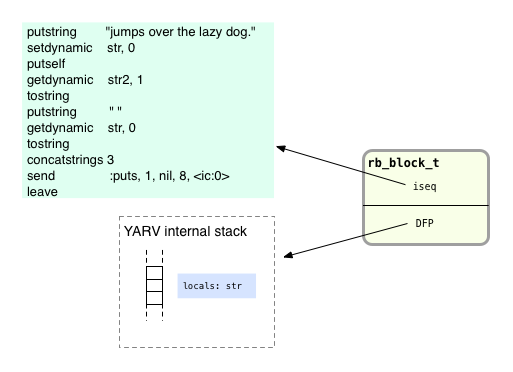 putstring "jumps over the lazy dog."
setdynamic str, 0
putself
getdynamic str2, 1
tostring
putstring " "
getdynamic str, 0
tostring
concatstrings 3
send :puts, 1, nil, 8, <ic:0>
leave
rb_block_t
iseq
DFP
YARV internal stack
locals: str